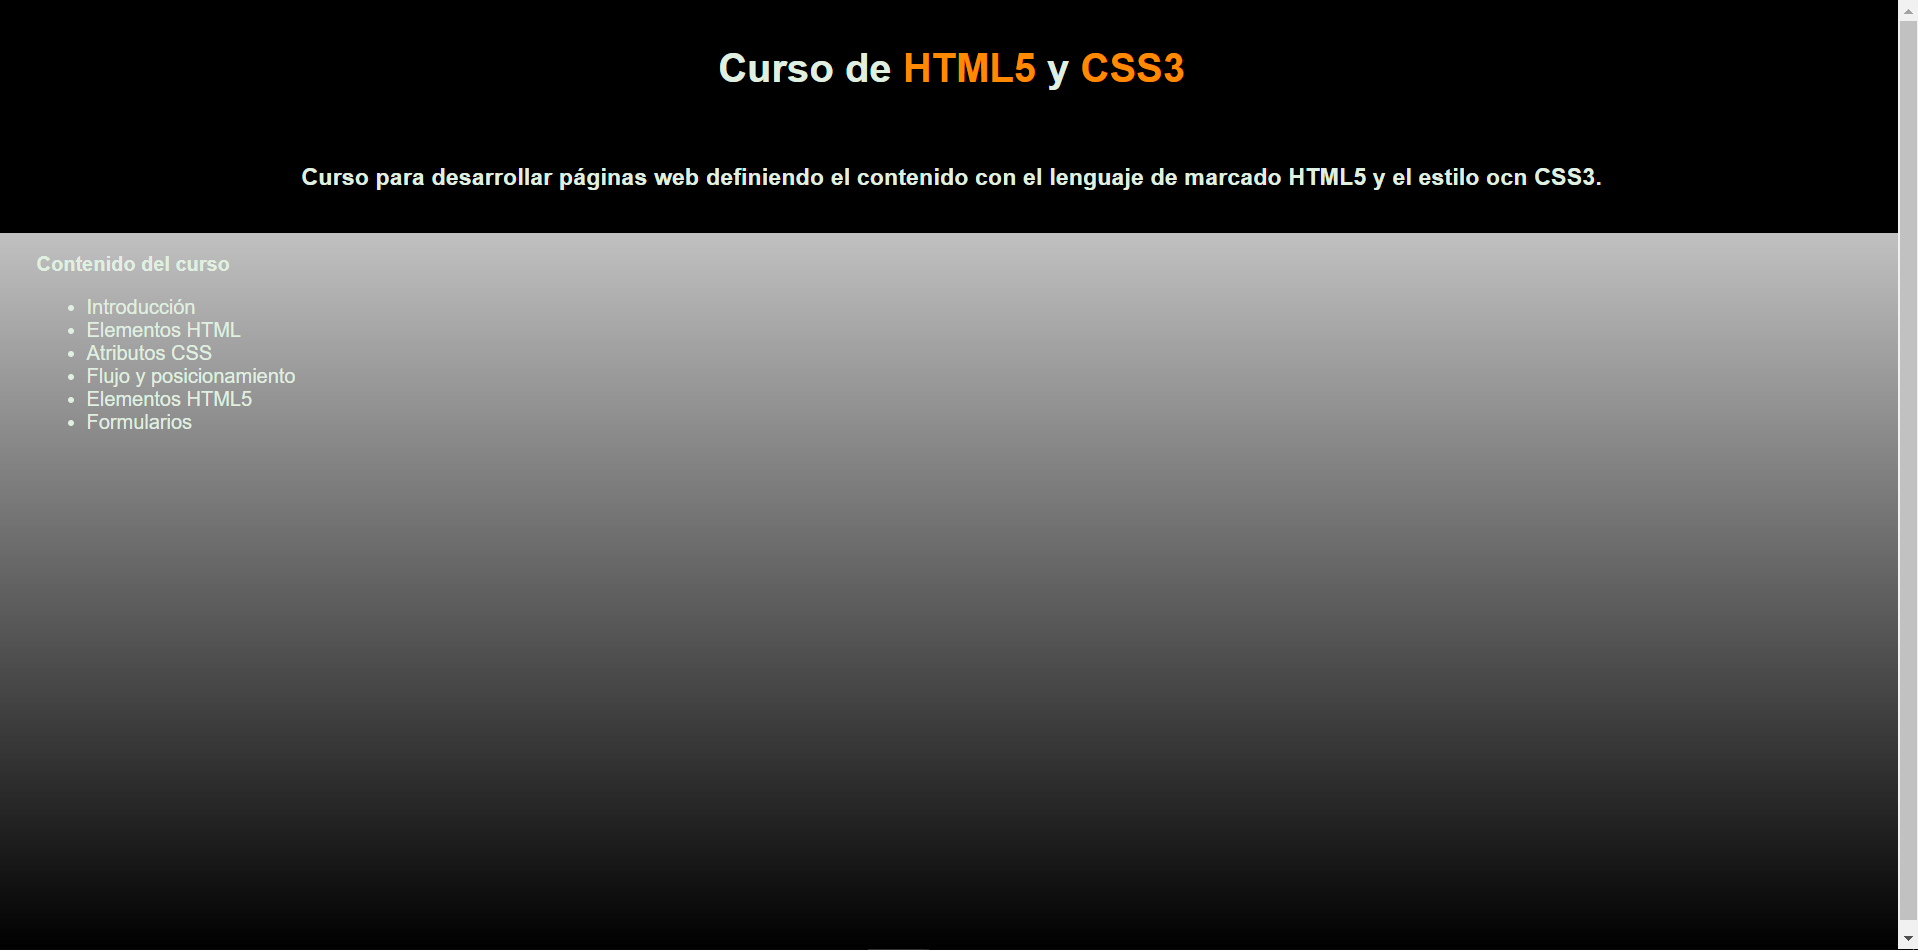 Curso de HTML5 y CSS3
Curso para desarrollar páginas web definiendo el contenido con el lenguaje de marcado HTML5 y el estilo ocn CSS3.
Contenido del curso
• Introducción
• Elementos HTML
• Atributos CSS
• Flujo y posicionamiento
• Elementos HTML5
• Formularios